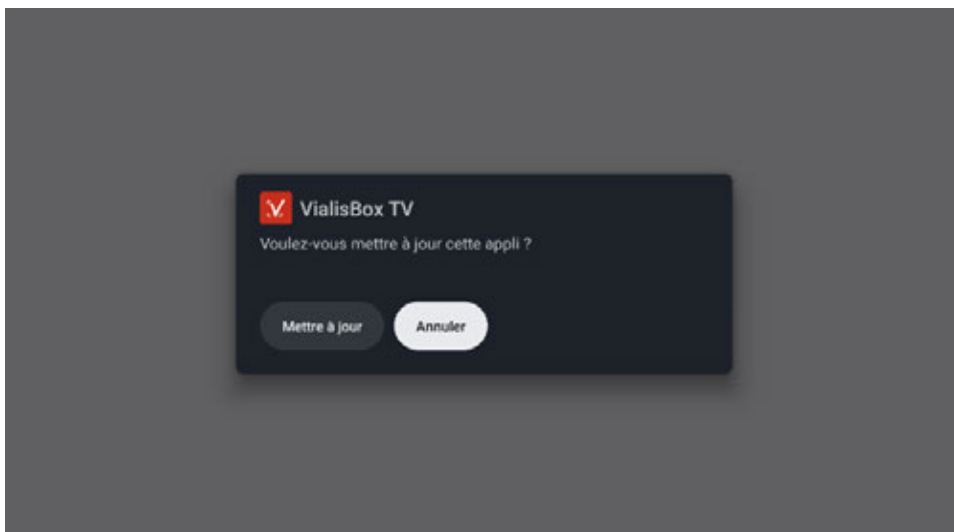 VialisBox TV
Voulez-vous mettre à jour cette appli ?
Mettre à jour
Annuler